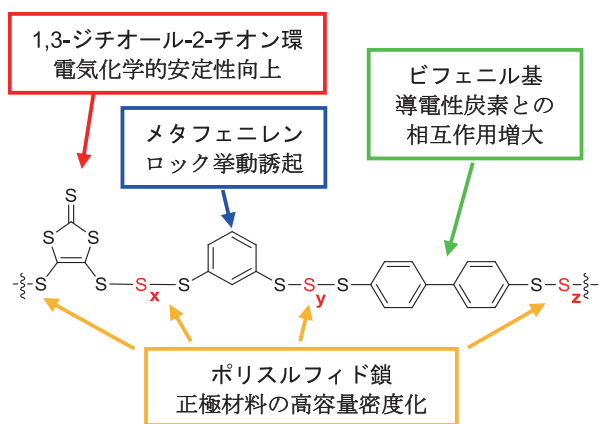 1,3-ジチオール-2-チオン環
電気化学的安定性向上
ビフェニル基
導電性炭素との
相互作用増大
メタフェニレン
ロック挙動誘起
S
S S
S S S x S S S y S S S z
ポリスルフィド鎖
正極材料の高容量密度化